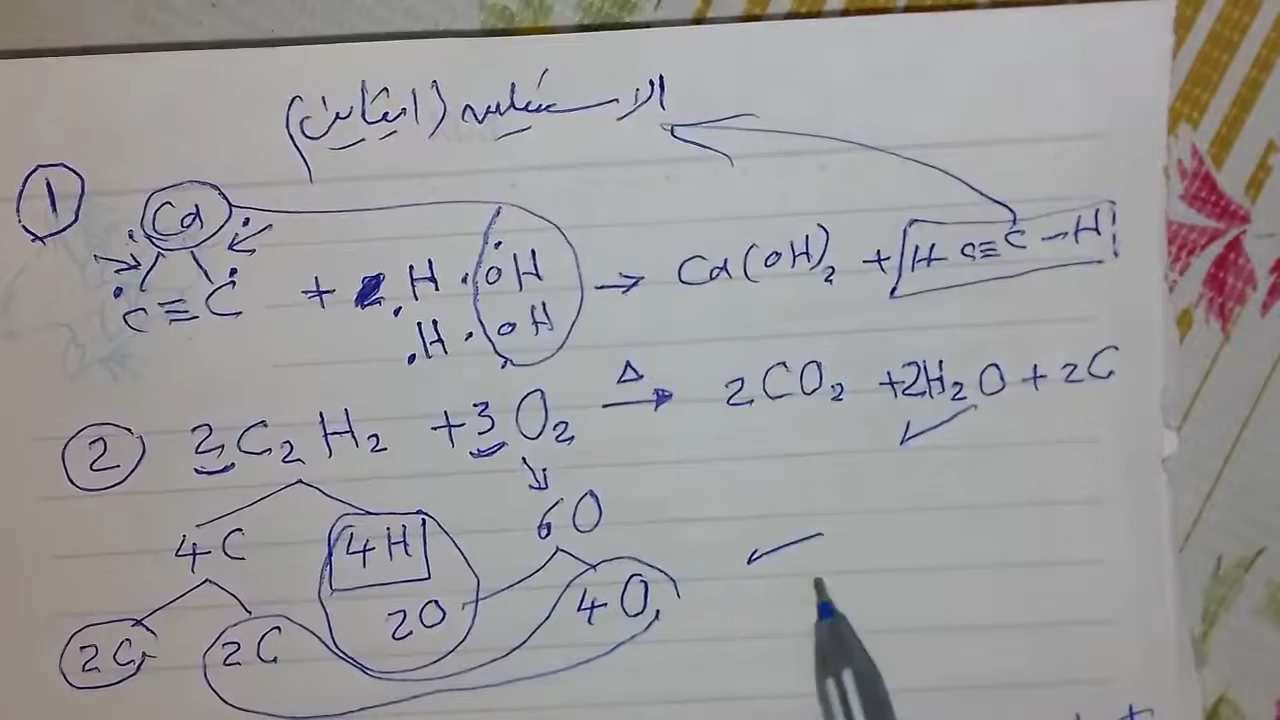 الاستيلين (ايثاين)
1 Ca C≡C + 2 H OH H OH → Ca(OH)₂ + H C≡C–H
2 2C₂H₂ + 3O₂ Δ→ 2CO₂ + 2H₂O + 2C
4C 4H 6O
2C 2C 2O 4O